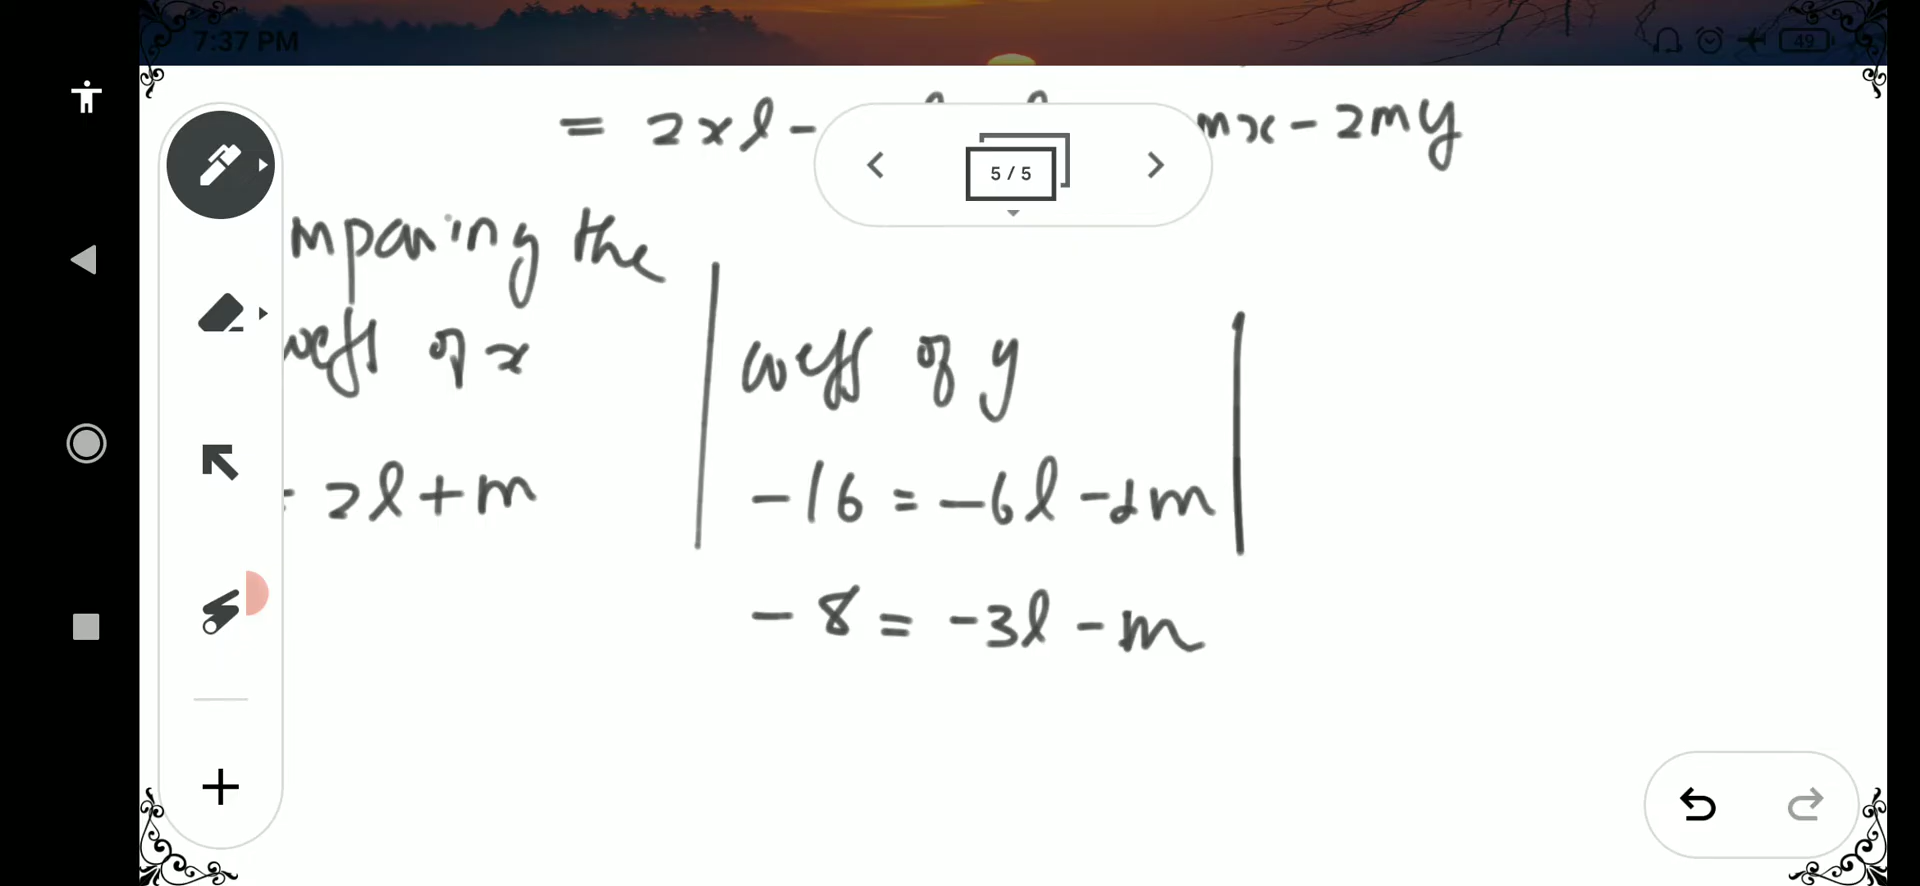 7:37 PM 49
= 2xl - mx - 2my
5 / 5
mparing the
coeff of x
coeff of y
= 2l + m
-16 = -6l - 2m
-8 = -3l - m